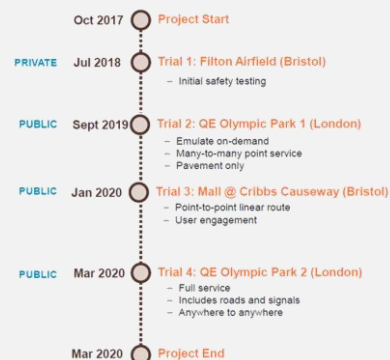 Oct 2017 Project Start
PRIVATE Jul 2018 Trial 1: Filton Airfield (Bristol)
– Initial safety testing
PUBLIC Sept 2019 Trial 2: QE Olympic Park 1 (London)
– Emulate on-demand
– Many-to-many point service
– Pavement only
PUBLIC Jan 2020 Trial 3: Mall @ Cribbs Causeway (Bristol)
– Point-to-point linear route
– User engagement
PUBLIC Mar 2020 Trial 4: QE Olympic Park 2 (London)
– Full service
– Includes roads and signals
– Anywhere to anywhere
Mar 2020 Project End